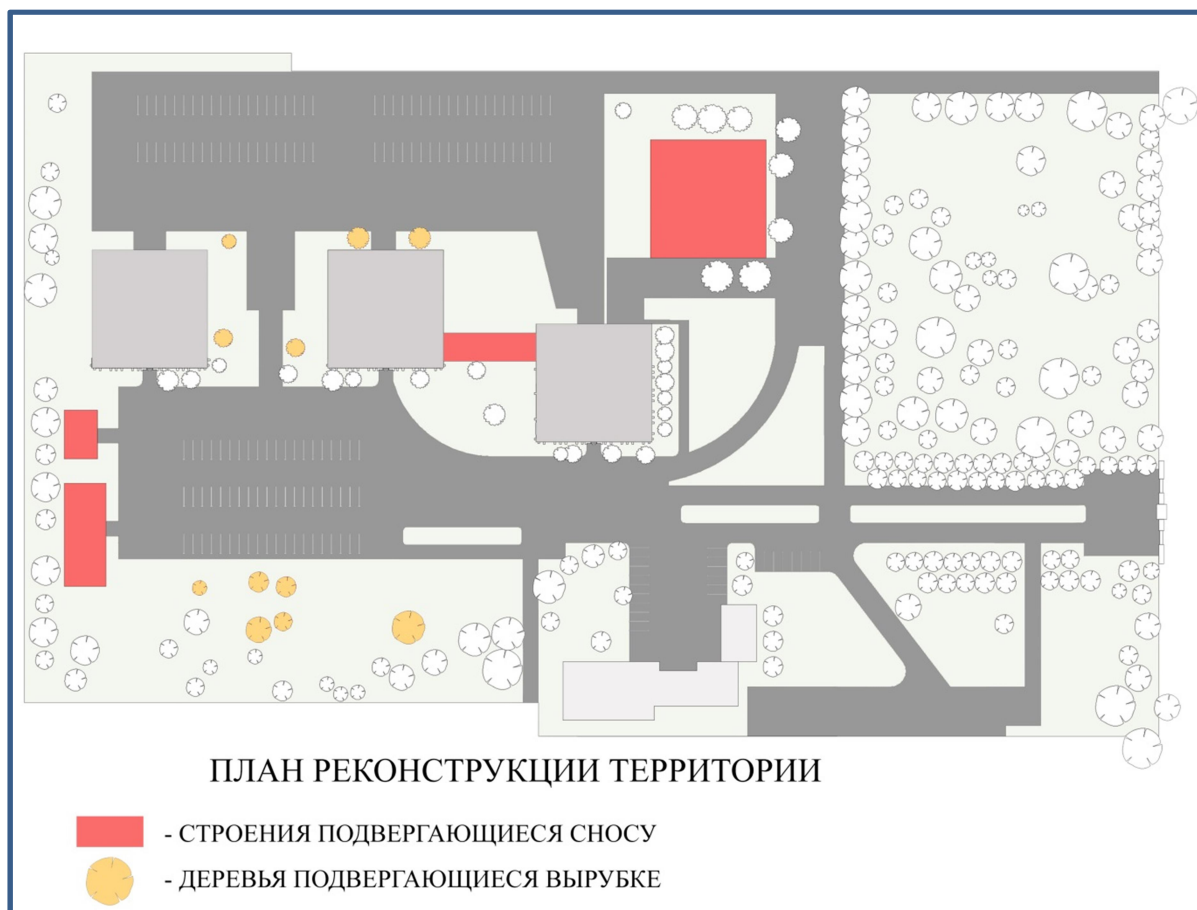 ПЛАН РЕКОНСТРУКЦИИ ТЕРРИТОРИИ
- СТРОЕНИЯ ПОДВЕРГАЮЩИЕСЯ СНОСУ
- ДЕРЕВЬЯ ПОДВЕРГАЮЩИЕСЯ ВЫРУБКЕ